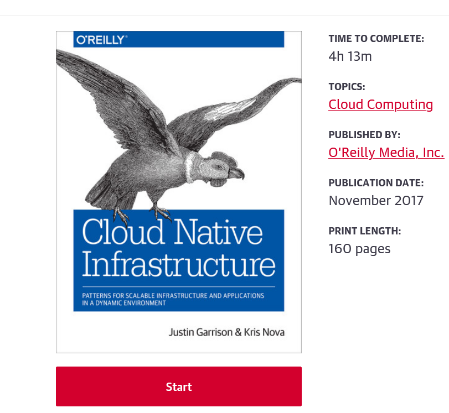 O'REILLY™
Cloud Native
Infrastructure
PATTERNS FOR SCALABLE INFRASTRUCTURE AND APPLICATIONS
IN A DYNAMIC ENVIRONMENT
Justin Garrison & Kris Nova
Start
TIME TO COMPLETE:
4h 13m
TOPICS:
Cloud Computing
PUBLISHED BY:
O'Reilly Media, Inc.
PUBLICATION DATE:
November 2017
PRINT LENGTH:
160 pages